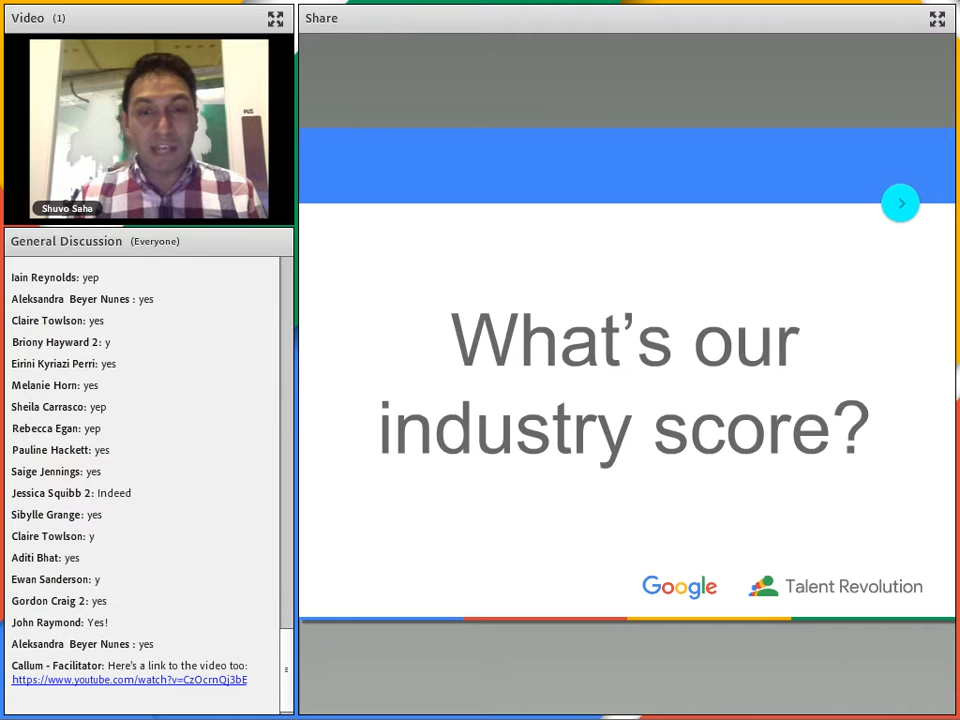 Video (1)
Shuvo Saha
General Discussion (Everyone)
Iain Reynolds: yep
Aleksandra Beyer Nunes : yes
Claire Towlson: yes
Briony Hayward 2: y
Eirini Kyriazi Perri: yes
Melanie Horn: yes
Sheila Carrasco: yep
Rebecca Egan: yep
Pauline Hackett: yes
Saige Jennings: yes
Jessica Squibb 2: Indeed
Sibylle Grange: yes
Claire Towlson: y
Aditi Bhat: yes
Ewan Sanderson: y
Gordon Craig 2: yes
John Raymond: Yes!
Aleksandra Beyer Nunes : yes
Callum - Facilitator: Here's a link to the video too:
https://www.youtube.com/watch?v=CzOcrnQj3bE
Share
What's our
industry score?
Google Talent Revolution